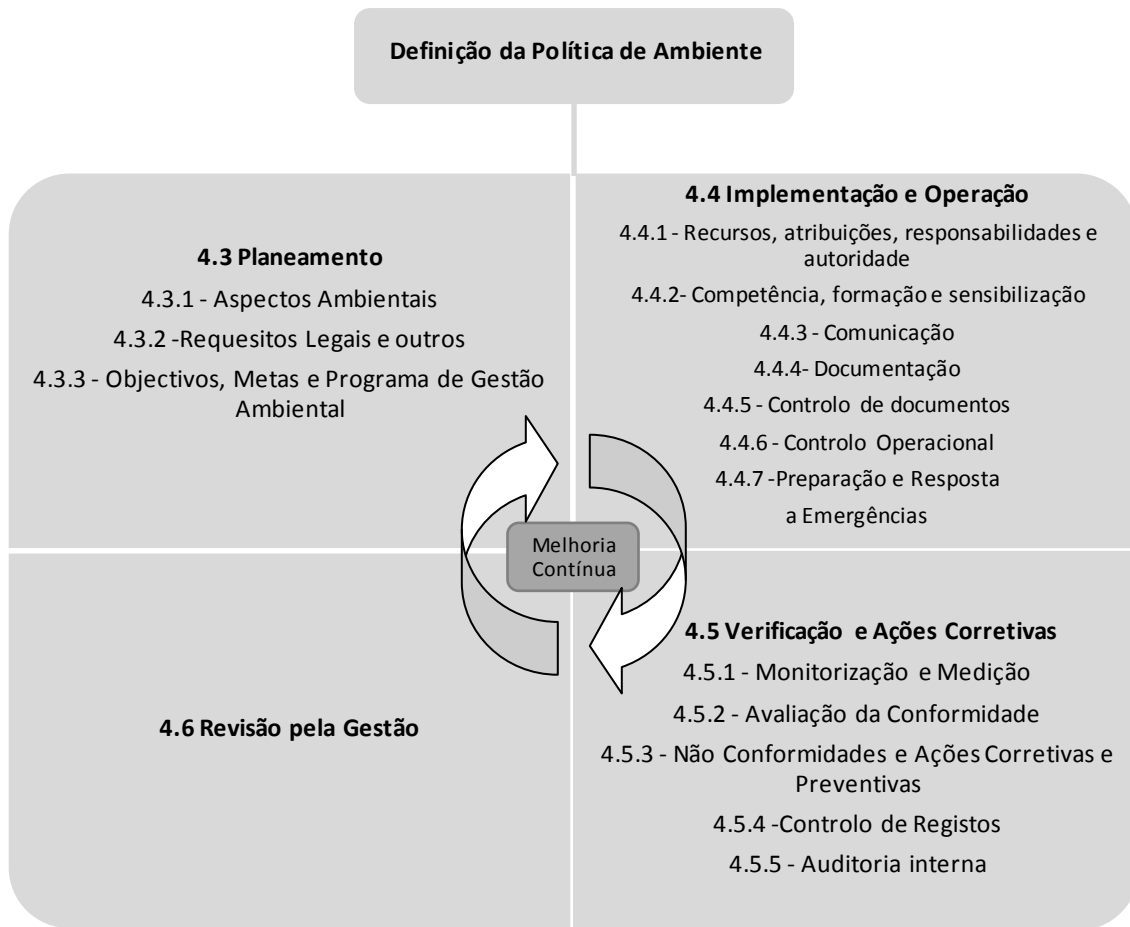 Definição da Política de Ambiente
4.3 Planeamento
4.3.1 - Aspectos Ambientais
4.3.2 -Requesitos Legais e outros
4.3.3 - Objectivos, Metas e Programa de Gestão
Ambiental
4.4 Implementação e Operação
4.4.1 - Recursos, atribuições, responsabilidades e
autoridade
4.4.2- Competência, formação e sensibilização
4.4.3 - Comunicação
4.4.4- Documentação
4.4.5 - Controlo de documentos
4.4.6 - Controlo Operacional
4.4.7 -Preparação e Resposta
a Emergências
Melhoria
Contínua
4.6 Revisão pela Gestão
4.5 Verificação e Ações Corretivas
4.5.1 - Monitorização e Medição
4.5.2 - Avaliação da Conformidade
4.5.3 - Não Conformidades e Ações Corretivas e
Preventivas
4.5.4 -Controlo de Registos
4.5.5 - Auditoria interna